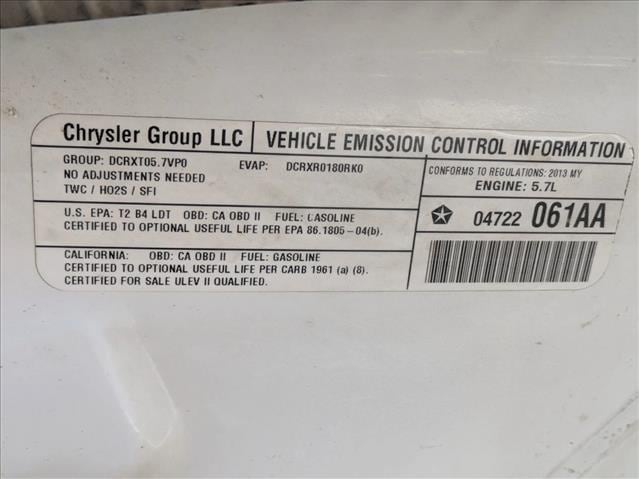 Chrysler Group LLC
VEHICLE EMISSION CONTROL INFORMATION
GROUP: DCRXT05.7VP0 EVAP: DCRXR0180RK0
NO ADJUSTMENTS NEEDED
TWC / HO2S / SFI
CONFORMS TO REGULATIONS: 2013 MY
ENGINE: 5.7L
U.S. EPA: T2 B4 LDT OBD: CA OBD II FUEL: GASOLINE
CERTIFIED TO OPTIONAL USEFUL LIFE PER EPA 86.1805-04(b).
04722 061AA
CALIFORNIA: OBD: CA OBD II FUEL: GASOLINE
CERTIFIED TO OPTIONAL USEFUL LIFE PER CARB 1961 (a) (8).
CERTIFIED FOR SALE ULEV II QUALIFIED.